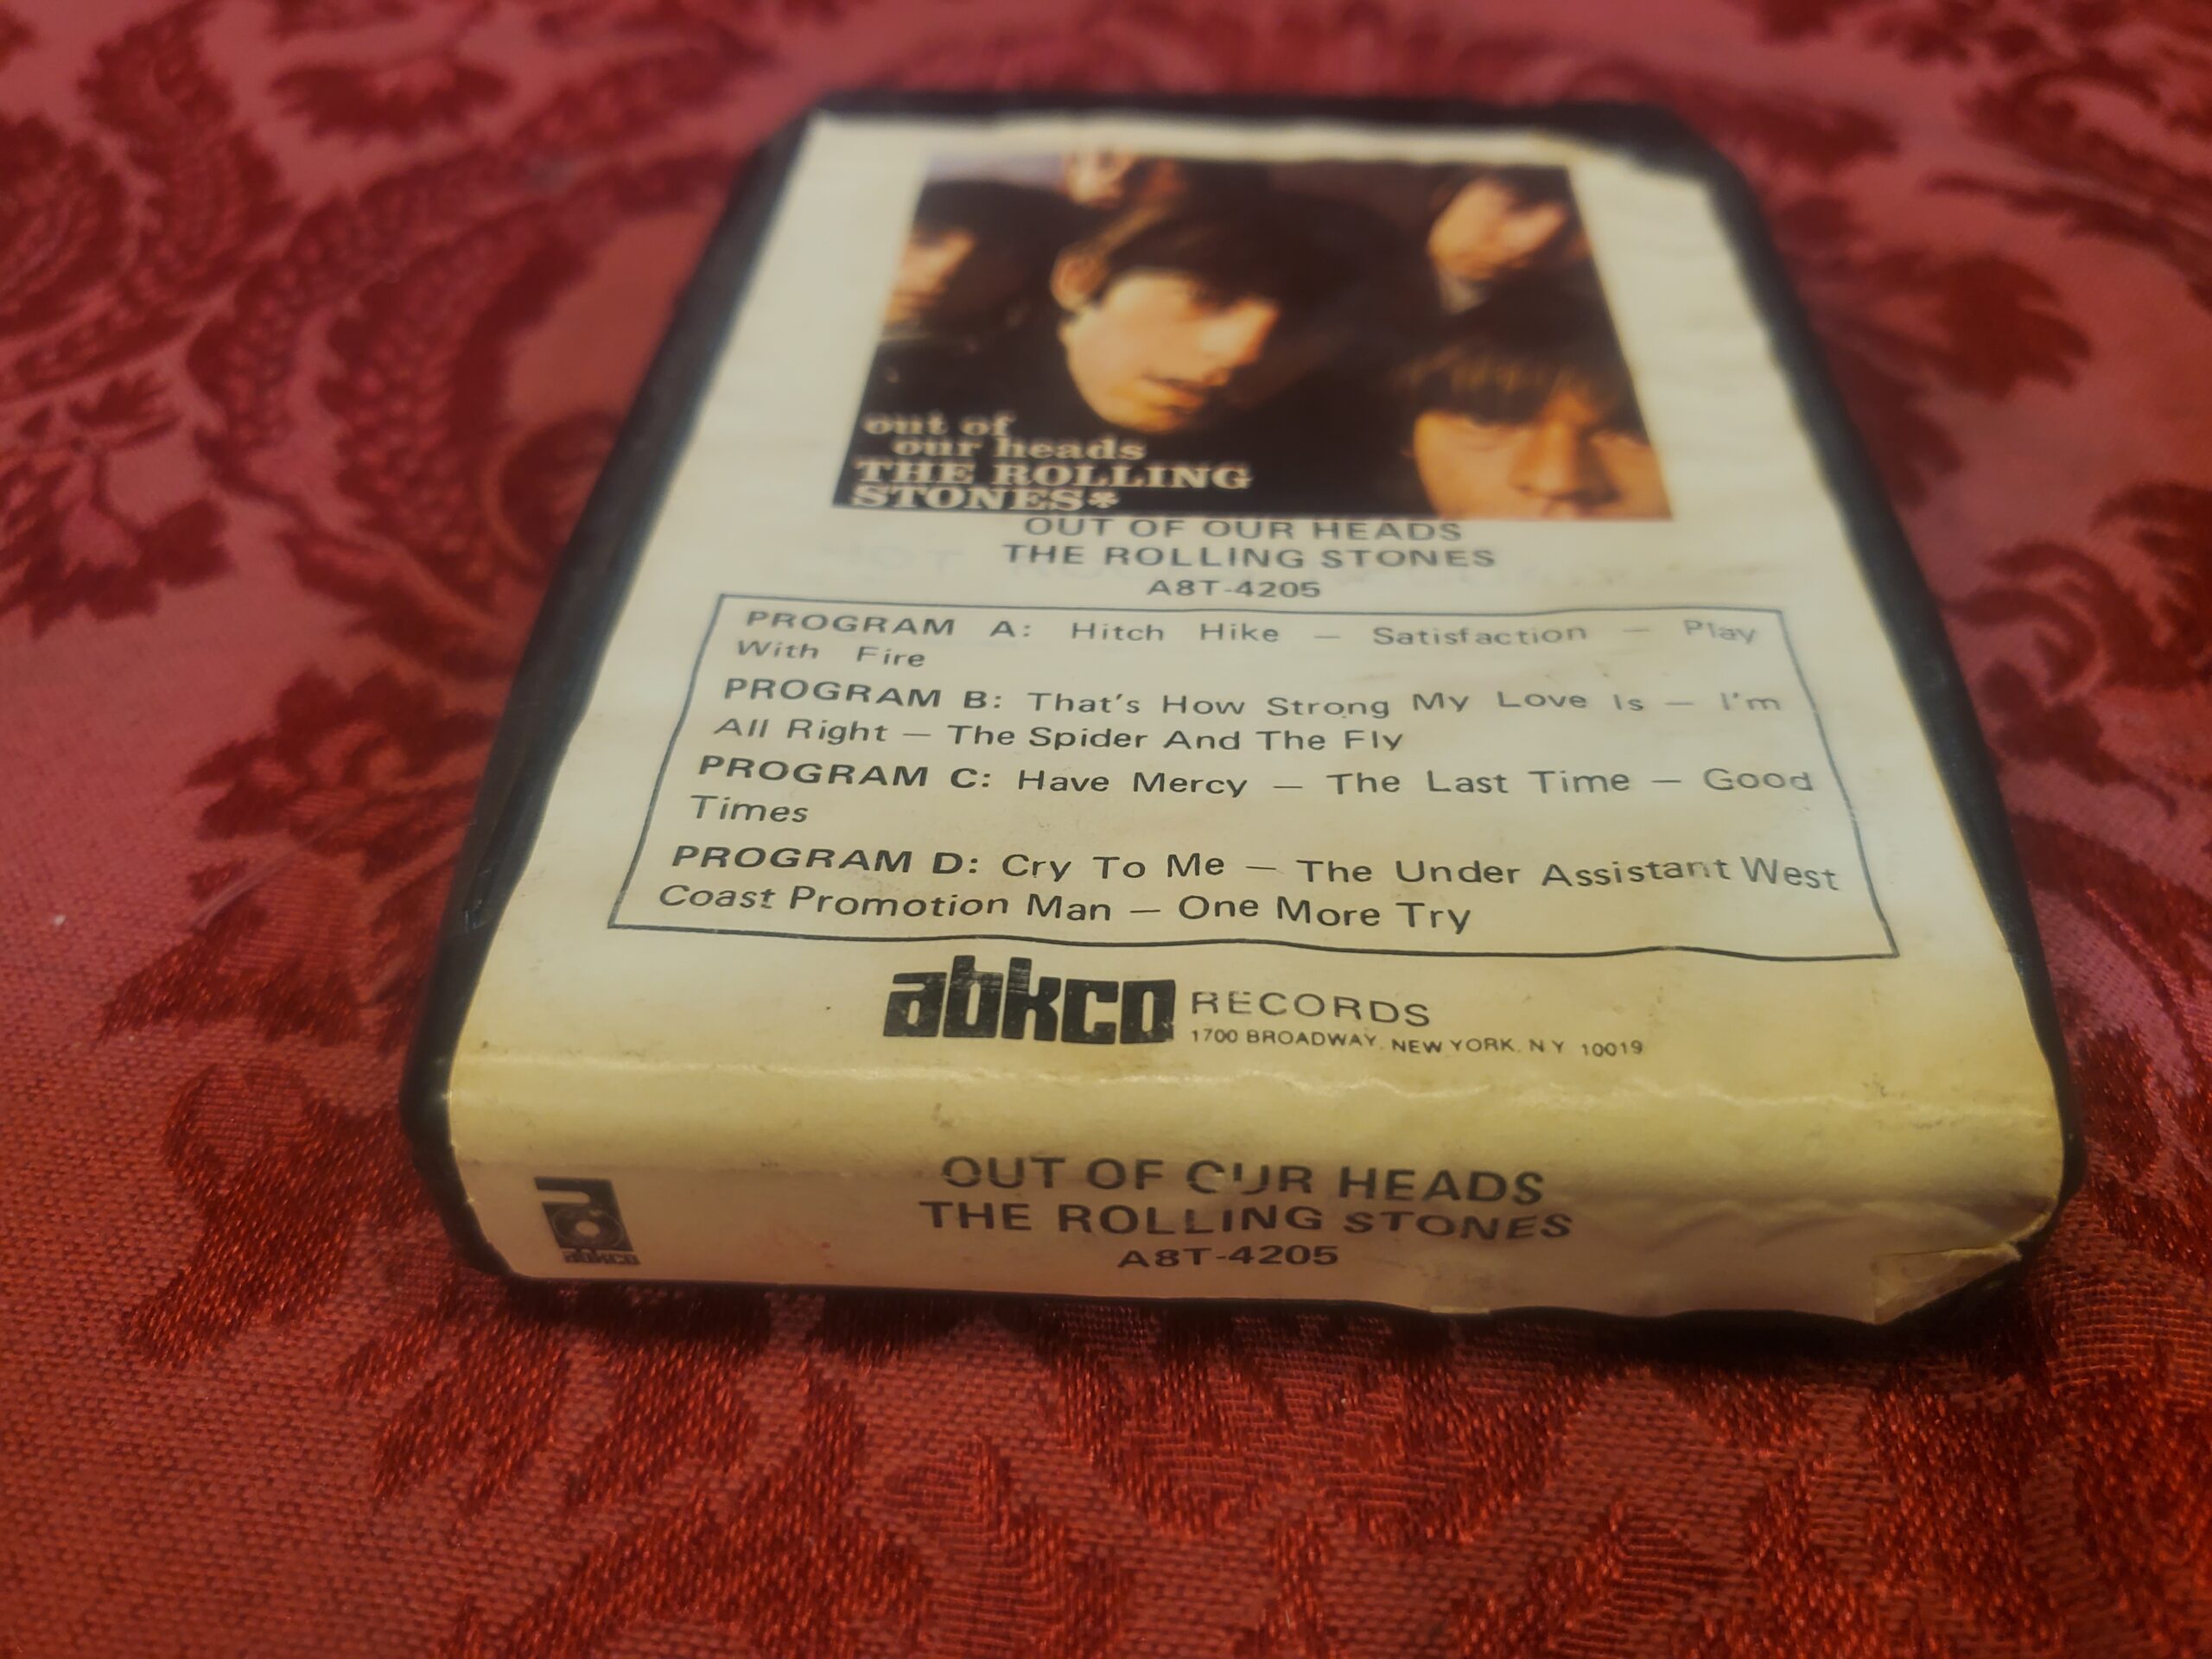 out of
our heads
THE ROLLING
STONES*
OUT OF OUR HEADS
THE ROLLING STONES
A8T-4205
PROGRAM A: Hitch Hike — Satisfaction — Play
With Fire
PROGRAM B: That's How Strong My Love Is — I'm
All Right — The Spider And The Fly
PROGRAM C: Have Mercy — The Last Time — Good
Times
PROGRAM D: Cry To Me — The Under Assistant West
Coast Promotion Man — One More Try
abkco RECORDS
1700 BROADWAY, NEW YORK, N.Y. 10019
OUT OF OUR HEADS
THE ROLLING STONES
A8T-4205
abkco